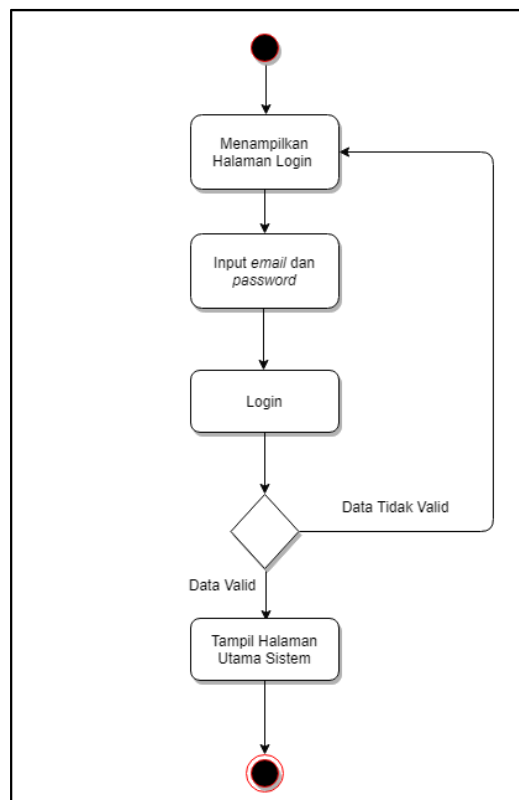 Menampilkan
Halaman Login
Input email dan
password
Login
Data Tidak Valid
Data Valid
Tampil Halaman
Utama Sistem